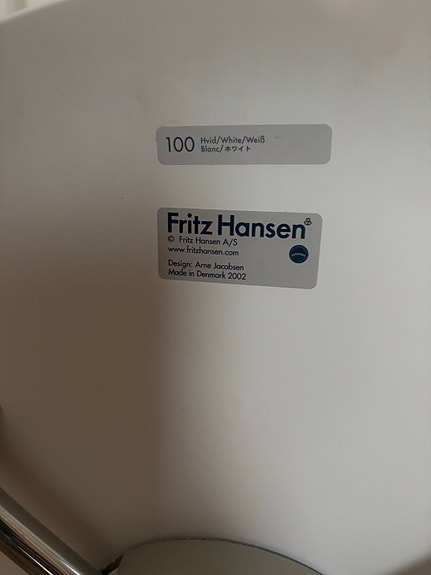 100 Hvid/White/Weiß
Blanc/ホワイト
Fritz Hansen
© Fritz Hansen A/S
www.fritzhansen.com
Design: Arne Jacobsen
Made in Denmark 2002